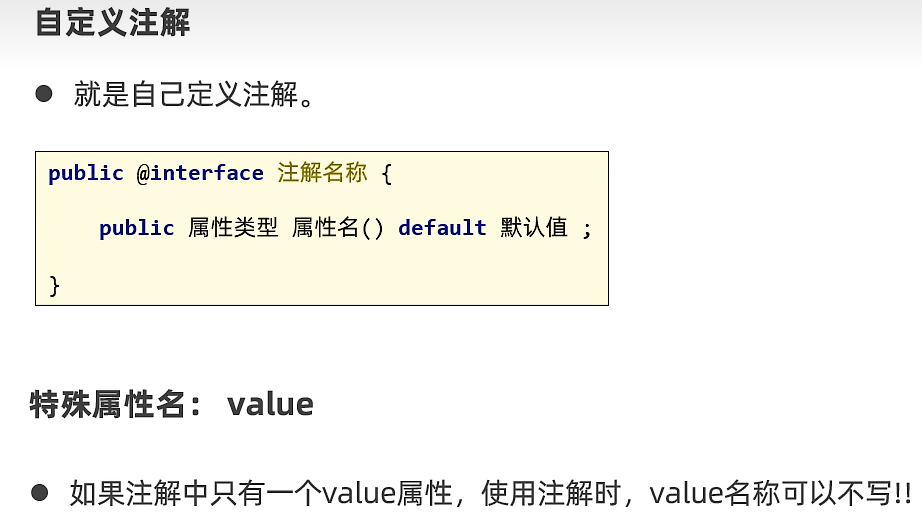 自定义注解
● 就是自己定义注解。
public @interface 注解名称 {
public 属性类型 属性名() default 默认值 ;
}
特殊属性名： value
● 如果注解中只有一个value属性，使用注解时，value名称可以不写!!